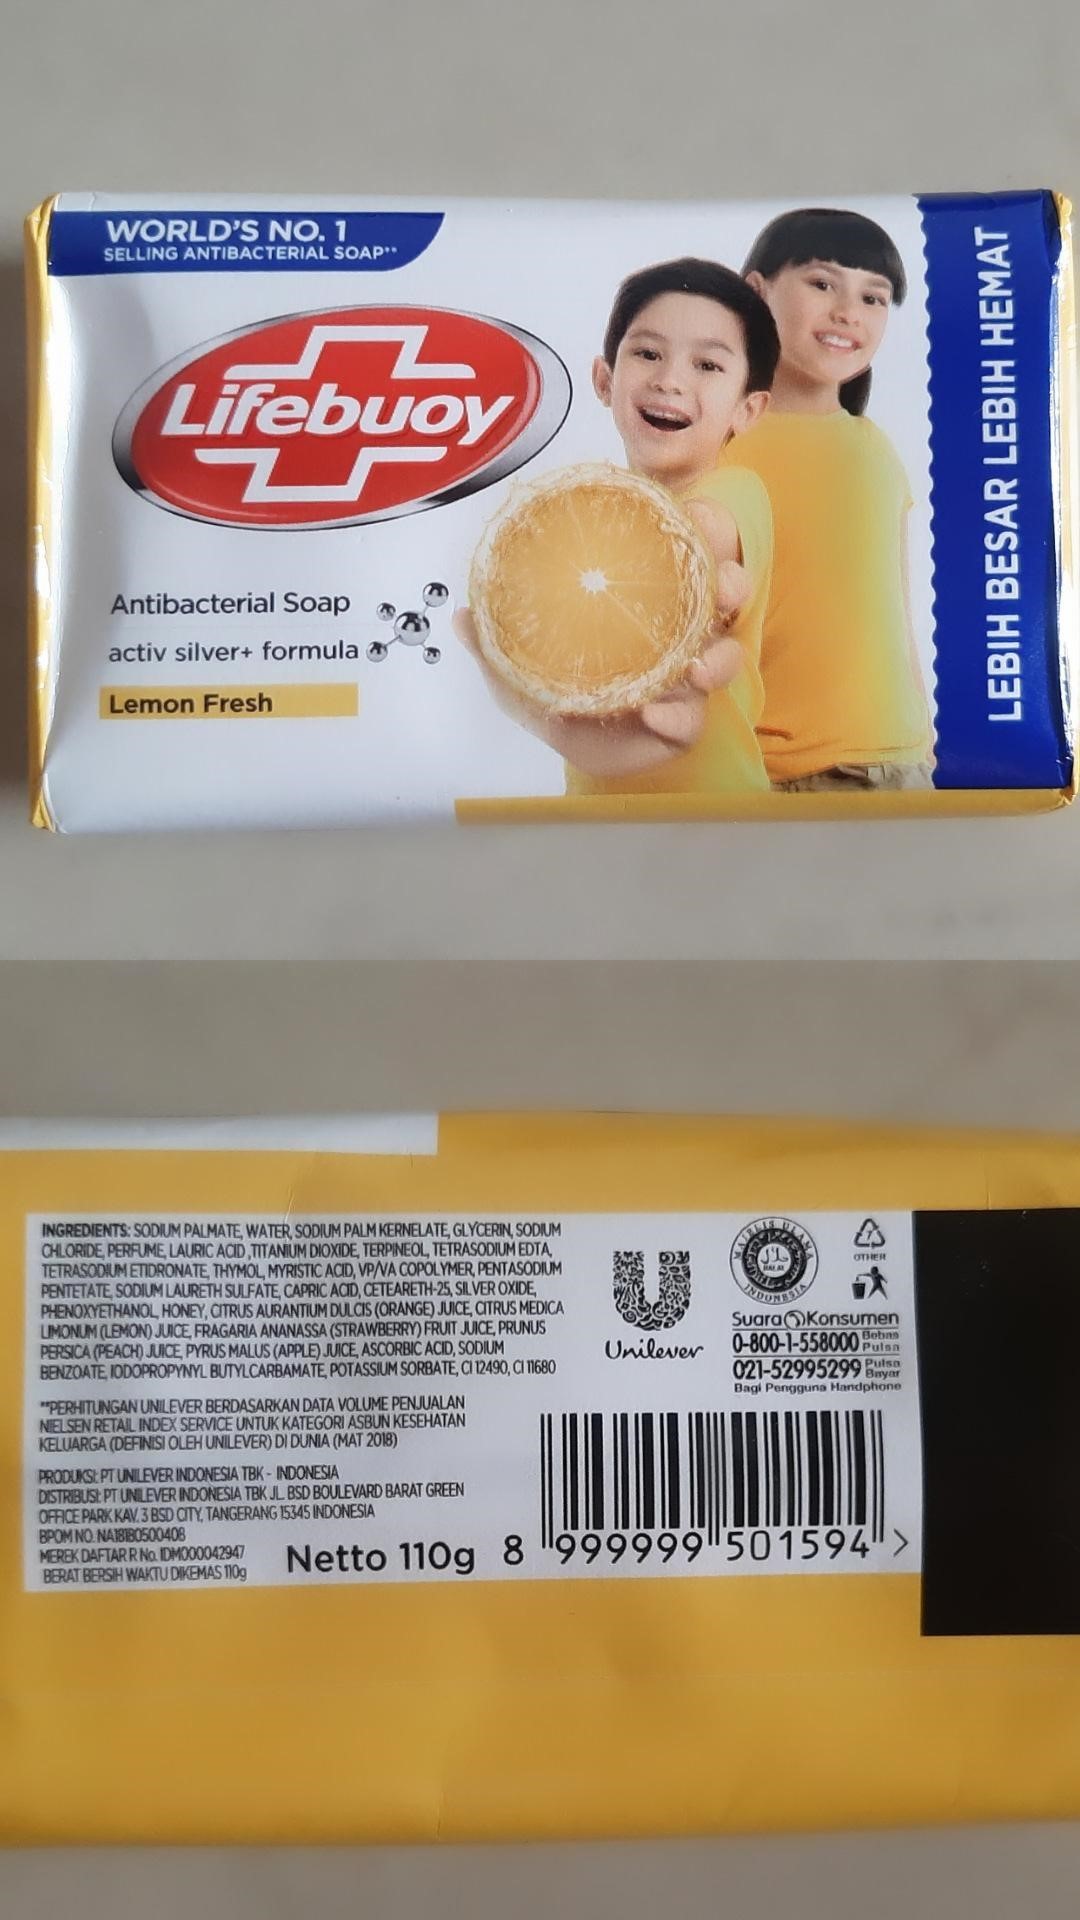 WORLD'S NO. 1
SELLING ANTIBACTERIAL SOAP**
Lifebuoy
Antibacterial Soap
activ silver+ formula
Lemon Fresh
LEBIH BESAR LEBIH HEMAT
INGREDIENTS: SODIUM PALMATE, WATER, SODIUM PALM KERNELATE, GLYCERIN, SODIUM
CHLORIDE, PERFUME, LAURIC ACID, TITANIUM DIOXIDE, TERPINEOL, TETRASODIUM EDTA,
TETRASODIUM ETIDRONATE, THYMOL, MYRISTIC ACID, VP/VA COPOLYMER, PENTASODIUM
PENTETATE, SODIUM LAURETH SULFATE, CAPRIC ACID, CETEARETH-25, SILVER OXIDE,
PHENOXYETHANOL, HONEY, CITRUS AURANTIUM DULCIS (ORANGE) JUICE, CITRUS MEDICA
LIMONUM (LEMON) JUICE, FRAGARIA ANANASSA (STRAWBERRY) FRUIT JUICE, PRUNUS
PERSICA (PEACH) JUICE, PYRUS MALUS (APPLE) JUICE, ASCORBIC ACID, SODIUM
BENZOATE, IODOPROPYNYL BUTYLCARBAMATE, POTASSIUM SORBATE, CI 12490, CI 11680
**PERHITUNGAN UNILEVER BERDASARKAN DATA VOLUME PENJUALAN
NIELSEN RETAIL INDEX SERVICE UNTUK KATEGORI ASBUN KESEHATAN
KELUARGA (DEFINISI OLEH UNILEVER) DI DUNIA (MAT 2018)
PRODUKSI: PT UNILEVER INDONESIA TBK - INDONESIA
DISTRIBUSI: PT UNILEVER INDONESIA TBK JL. BSD BOULEVARD BARAT GREEN
OFFICE PARK KAV. 3 BSD CITY, TANGERANG 15345 INDONESIA
BPOM NO. NA18180500408
MEREK DAFTAR R No. IDM000042947
BERAT BERSIH WAKTU DIKEMAS 110g
Netto 110g
Unilever
MAJELIS ULAMA
INDONESIA
HALAL
7
OTHER
Suara Konsumen
0-800-1-558000 Bebas Pulsa
021-52995299 Pulsa Bayar
Bagi Pengguna Handphone
8 999999 501594 >